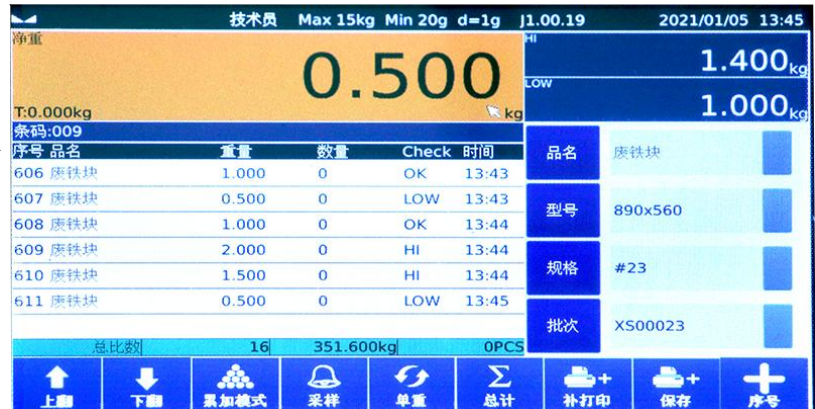 技术员 Max 15kg Min 20g d=1g J1.00.19 2021/01/05 13:45
净重
0.500 kg
T:0.000kg
HI
1.400kg
LOW
1.000kg
条码:009
序号 品名 重量 数量 Check 时间
606 废铁块 1.000 0 OK 13:43
607 废铁块 0.500 0 LOW 13:43
608 废铁块 1.000 0 OK 13:44
609 废铁块 2.000 0 HI 13:44
610 废铁块 1.500 0 HI 13:44
611 废铁块 0.500 0 LOW 13:45
总比数 16 351.600kg 0PCS
品名 废铁块
型号 890x560
规格 #23
批次 XS00023
上翻 下翻 累加模式 采样 单重 总计 补打印 保存 序号